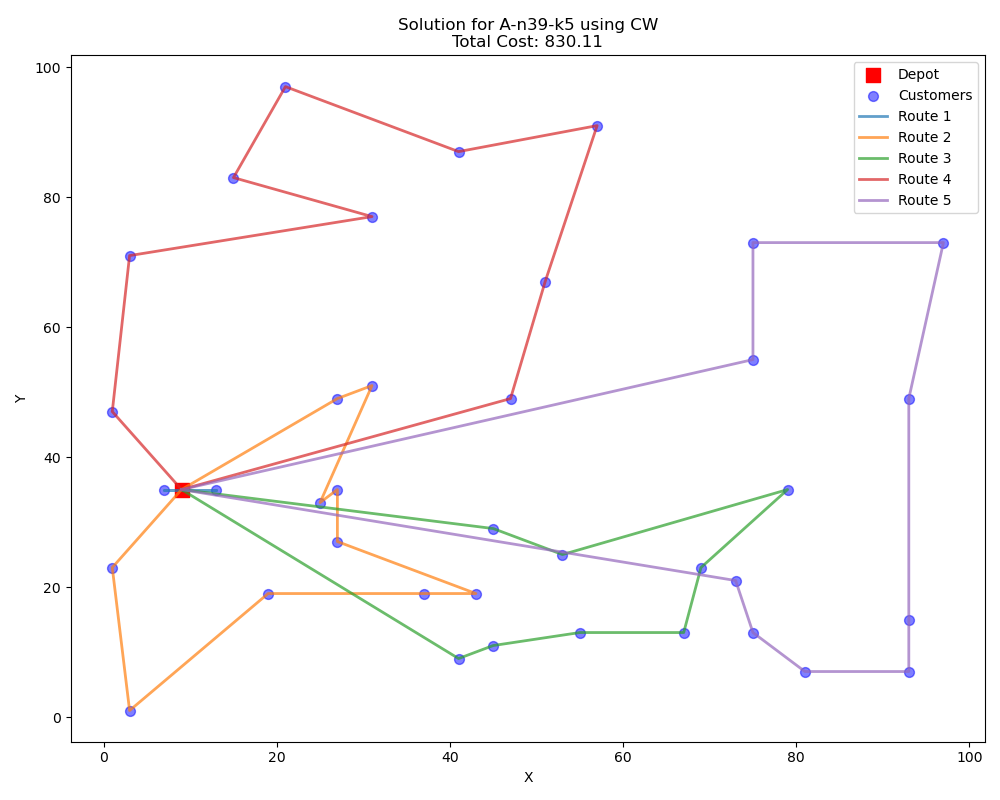 Solution for A-n39-k5 using CW
Total Cost: 830.11
100
80
60
40
20
0
Y
0 20 40 60 80 100
X
Depot
Customers
Route 1
Route 2
Route 3
Route 4
Route 5